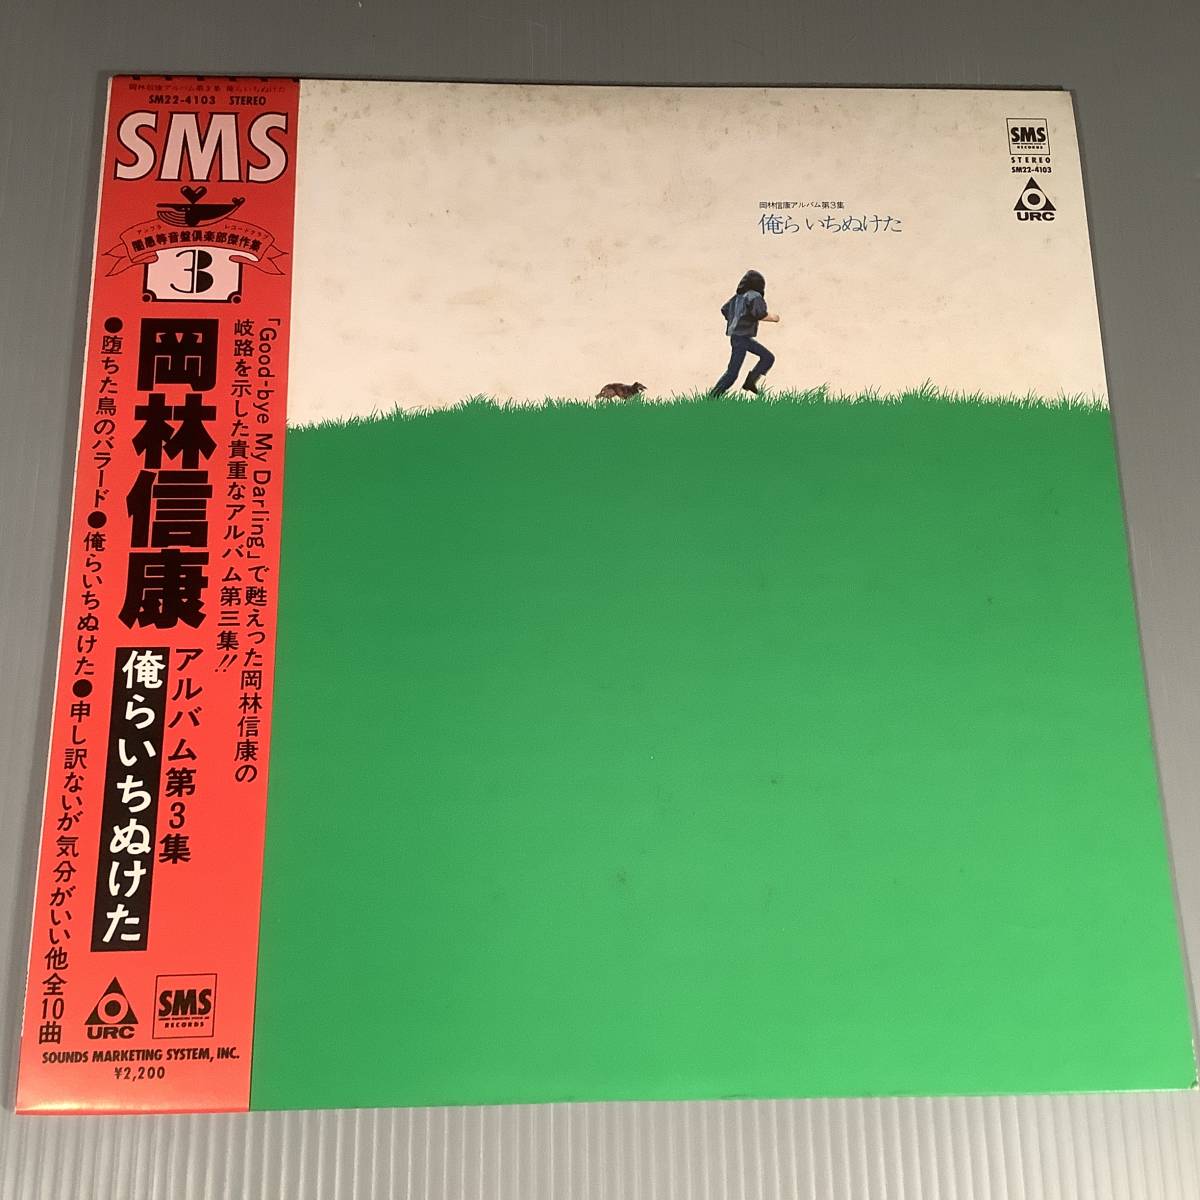 岡林信康アルバム第3集 俺らいちぬけた
SM22-4103 STEREO
SMS
アングラ レコードクラブ
闇愚等音盤倶楽部傑作集
3
「Good-bye My Darling」で甦えった岡林信康の
岐路を示した貴重なアルバム第三集!!
岡林信康
アルバム第3集
俺らいちぬけた
●堕ちた鳥のバラード●俺らいちぬけた●申し訳ないが気分がいい他全10曲
URC
SMS
RECORDS
SOUNDS MARKETING SYSTEM, INC.
¥2,200
SMS
RECORDS
STEREO
SM22-4103
URC
岡林信康アルバム第3集
俺らいちぬけた